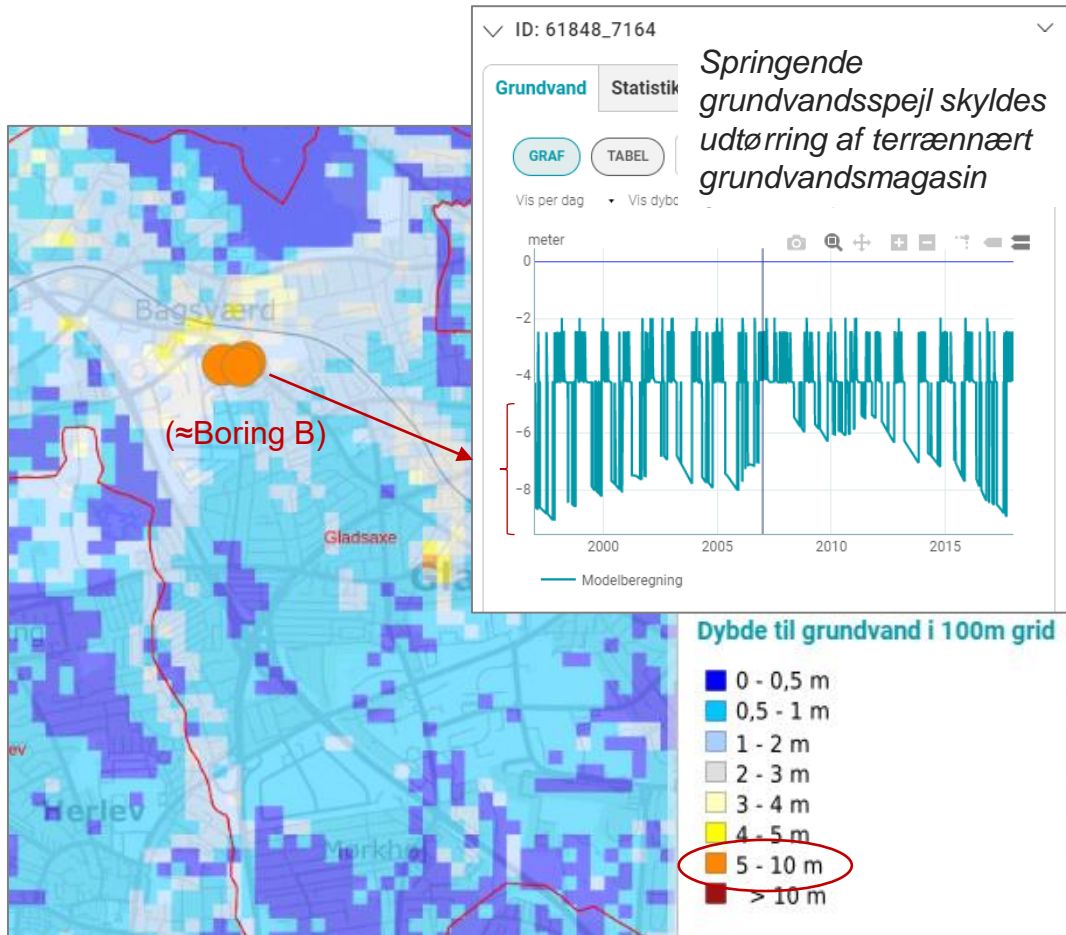 ID: 61848_7164
Springende
grundvandsspejl skyldes
udtørring af terrænnært
grundvandsmagasin
Grundvand
Statistik
GRAF
TABEL
Vis per dag
Vis
meter
0
−2
−4
−6
−8
2000
2005
2010
2015
Modelberegning
Bagsværd
(≈Boring B)
Gladsaxe
Herlev
Dybde til grundvand i 100m grid
0 - 0,5 m
0,5 - 1 m
1 - 2 m
2 - 3 m
3 - 4 m
4 - 5 m
5 - 10 m
> 10 m